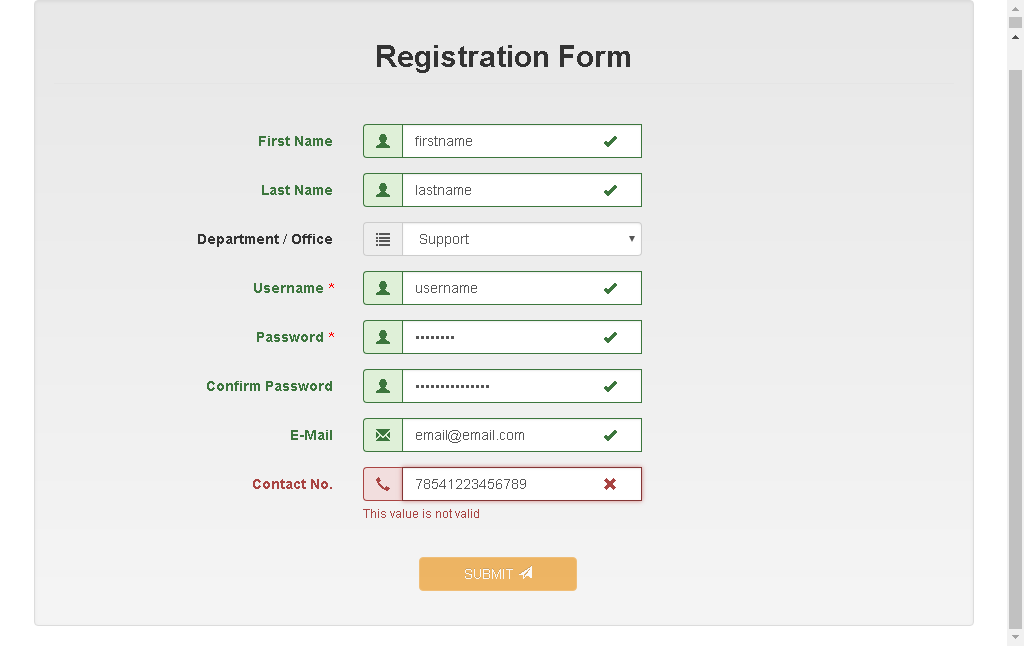 Registration Form
First Name firstname
Last Name lastname
Department / Office Support
Username * username
Password * ••••••••
Confirm Password •••••••••••••••
E-Mail email@email.com
Contact No. 78541223456789
This value is not valid
SUBMIT